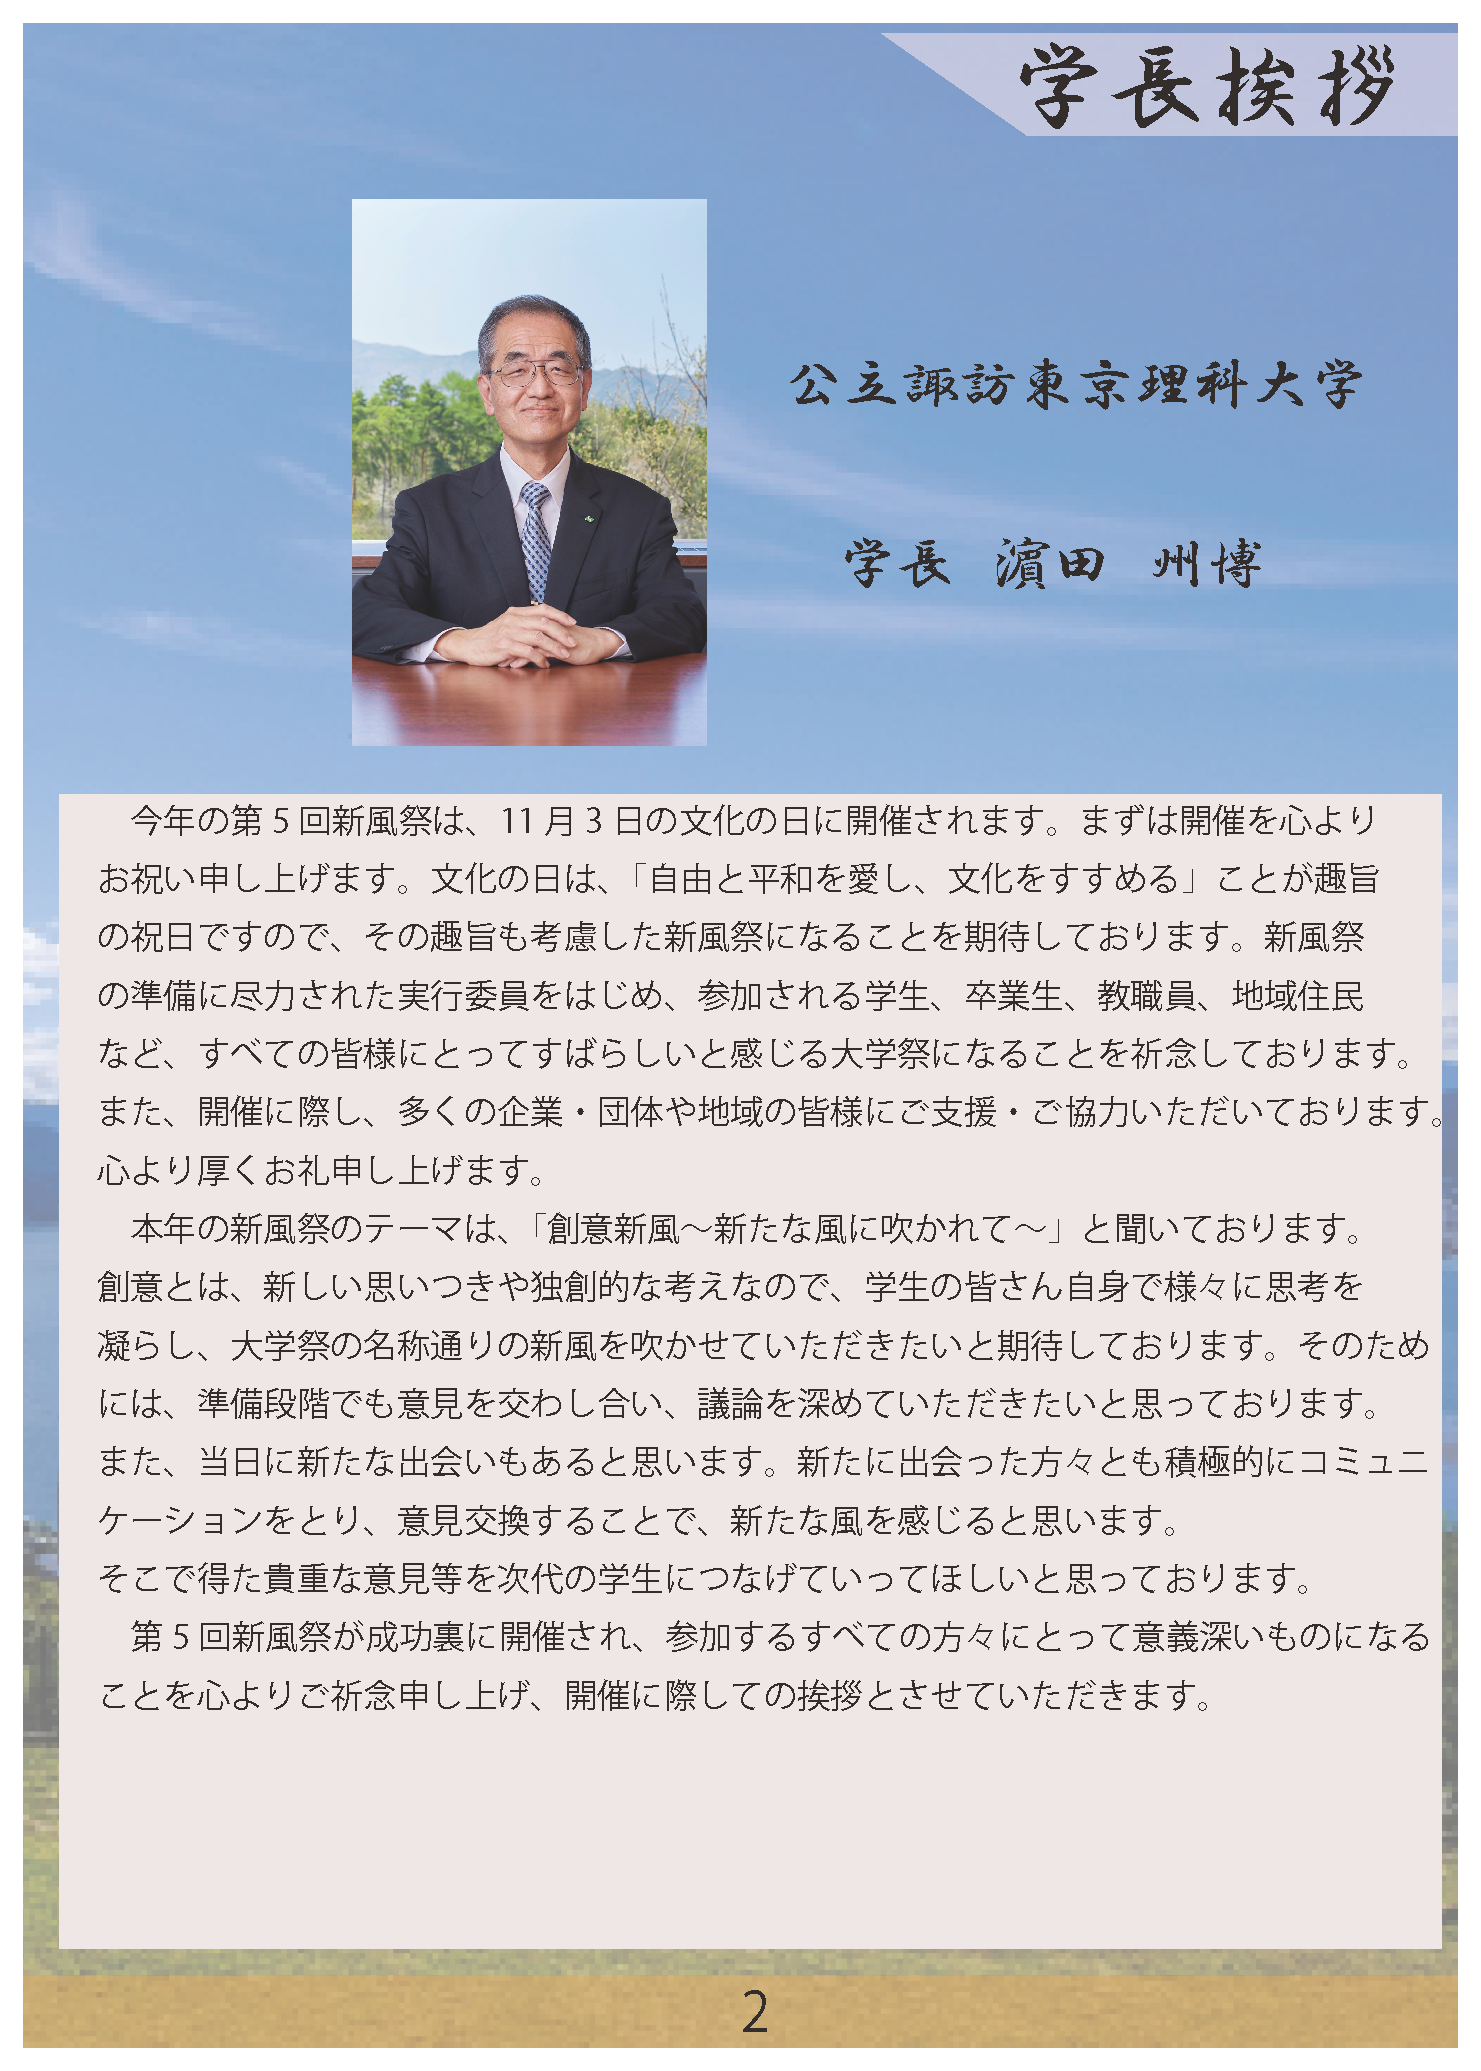 学長挨拶
公立諏訪東京理科大学
学長 濵田 州博
今年の第 5 回新風祭は、11 月 3 日の文化の日に開催されます。まずは開催を心より
お祝い申し上げます。文化の日は、「自由と平和を愛し、文化をすすめる」ことが趣旨
の祝日ですので、その趣旨も考慮した新風祭になることを期待しております。新風祭
の準備に尽力された実行委員をはじめ、参加される学生、卒業生、教職員、地域住民
など、すべての皆様にとってすばらしいと感じる大学祭になることを祈念しております。
また、開催に際し、多くの企業・団体や地域の皆様にご支援・ご協力いただいております。
心より厚くお礼申し上げます。
本年の新風祭のテーマは、「創意新風～新たな風に吹かれて～」と聞いております。
創意とは、新しい思いつきや独創的な考えなので、学生の皆さん自身で様々に思考を
凝らし、大学祭の名称通りの新風を吹かせていただきたいと期待しております。そのため
には、準備段階でも意見を交わし合い、議論を深めていただきたいと思っております。
また、当日に新たな出会いもあると思います。新たに出会った方々とも積極的にコミュニ
ケーションをとり、意見交換することで、新たな風を感じると思います。
そこで得た貴重な意見等を次代の学生につなげていってほしいと思っております。
第 5 回新風祭が成功裏に開催され、参加するすべての方々にとって意義深いものになる
ことを心よりご祈念申し上げ、開催に際しての挨拶とさせていただきます。
2